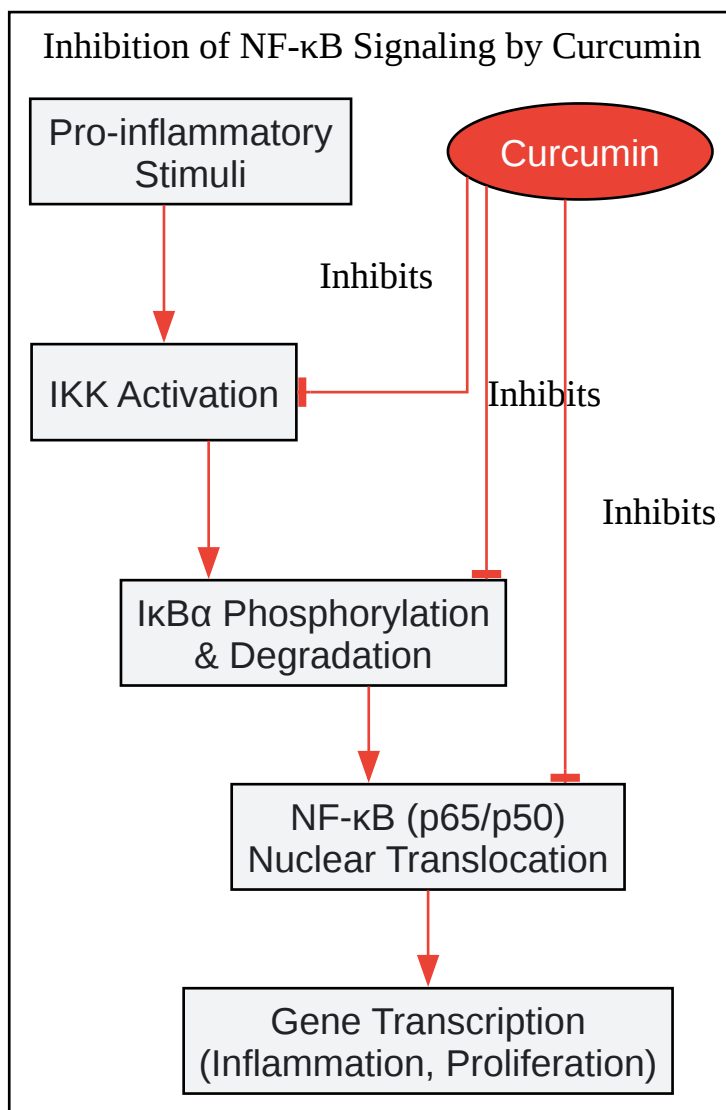 Inhibition of NF-κB Signaling by Curcumin
Pro-inflammatory
Stimuli
Curcumin
Inhibits
IKK Activation
Inhibits
Inhibits
IκBα Phosphorylation
& Degradation
NF-κB (p65/p50)
Nuclear Translocation
Gene Transcription
(Inflammation, Proliferation)